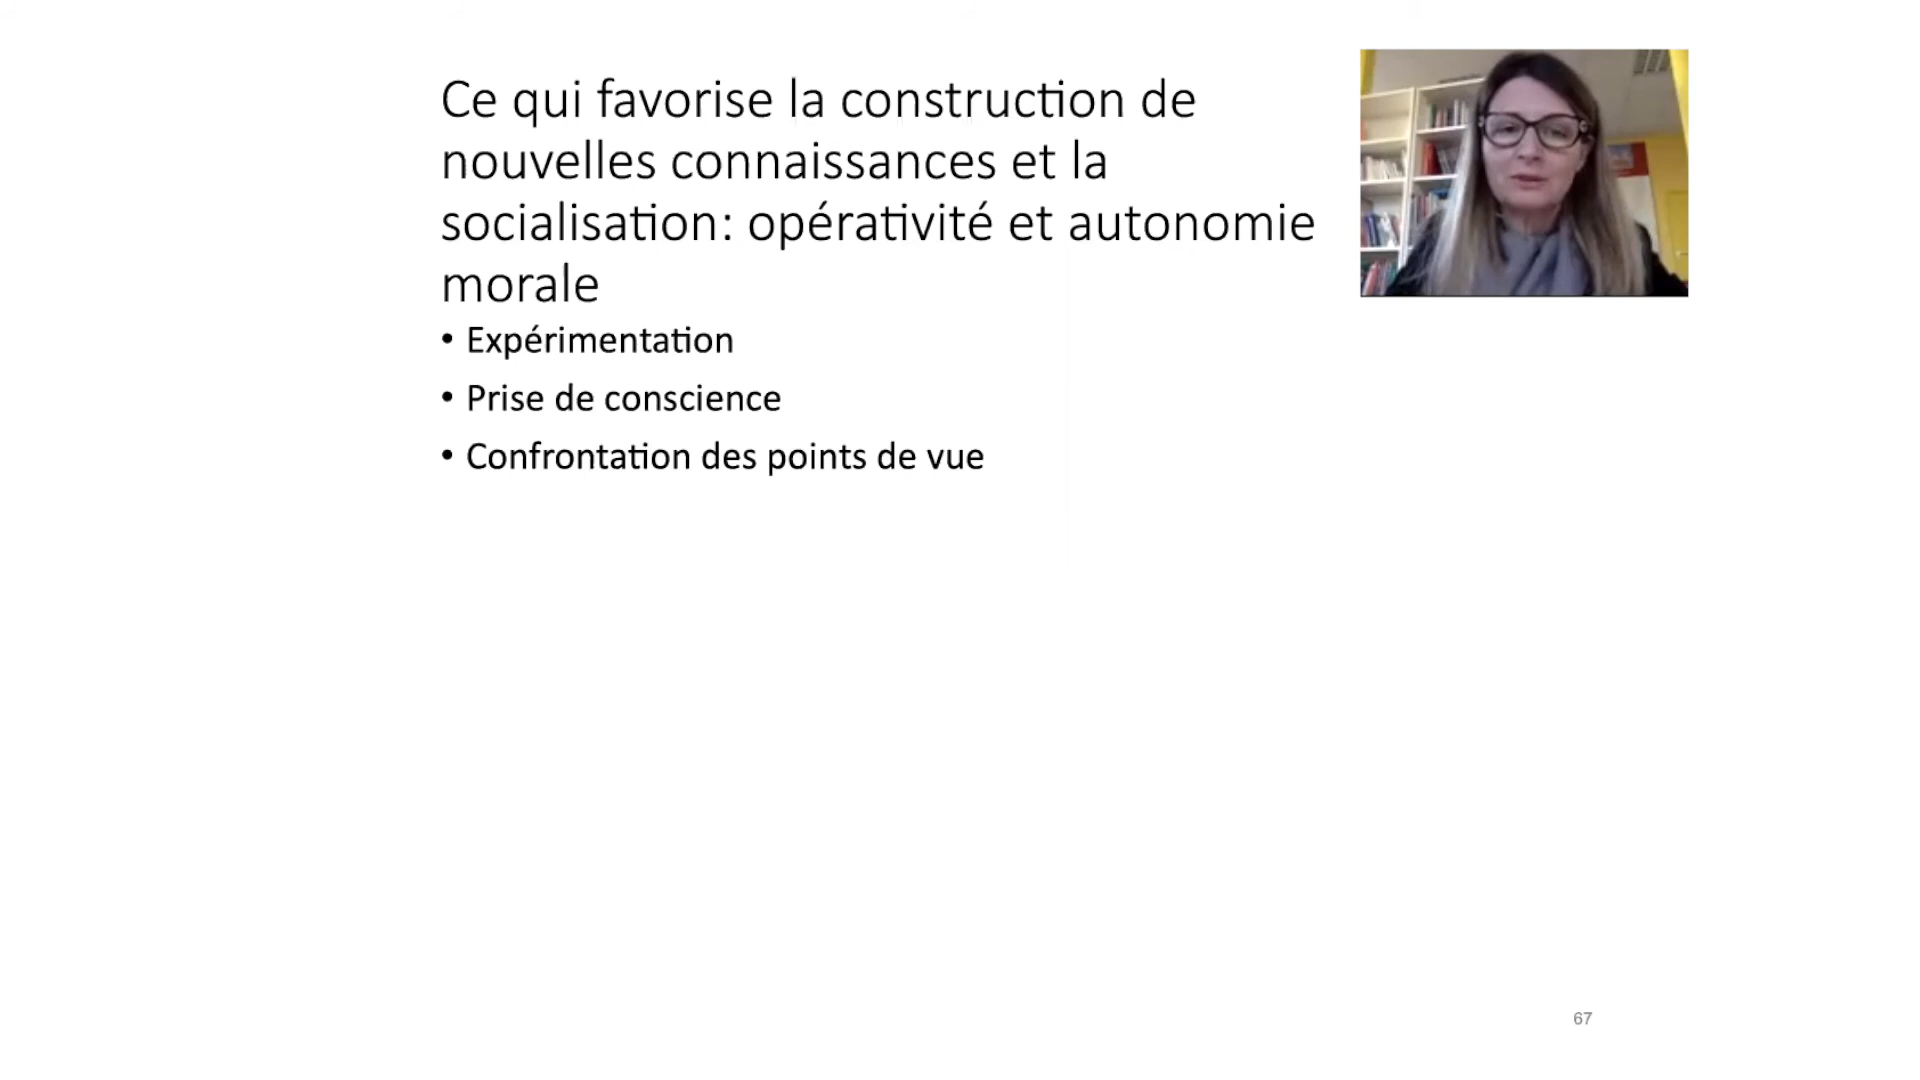 Ce qui favorise la construction de
nouvelles connaissances et la
socialisation: opérativité et autonomie
morale
• Expérimentation
• Prise de conscience
• Confrontation des points de vue
67